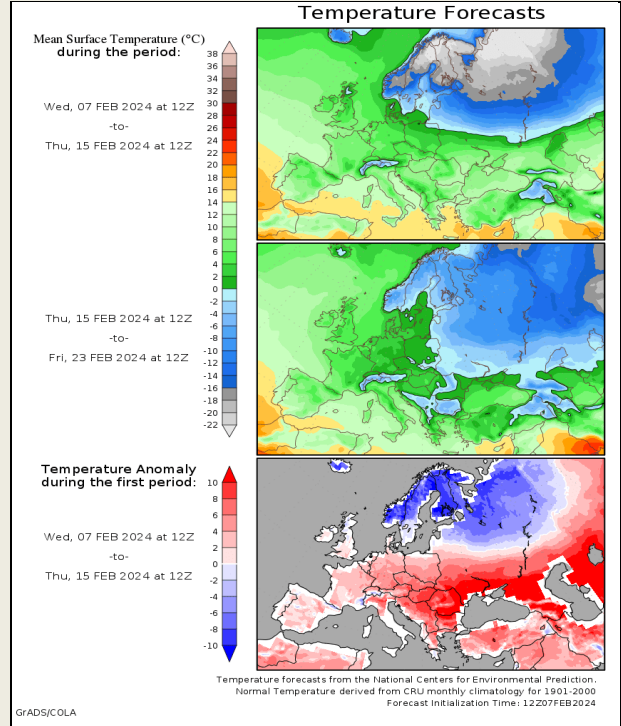 Temperature Forecasts
Mean Surface Temperature (°C)
during the period:
Wed, 07 FEB 2024 at 12Z
-to-
Thu, 15 FEB 2024 at 12Z
38
36
34
32
30
28
26
24
22
20
18
16
14
12
10
8
6
4
2
0
-2
-4
-6
-8
-10
-12
-14
-16
-18
-20
-22
Thu, 15 FEB 2024 at 12Z
-to-
Fri, 23 FEB 2024 at 12Z
Temperature Anomaly
during the first period:
Wed, 07 FEB 2024 at 12Z
-to-
Thu, 15 FEB 2024 at 12Z
10
8
6
4
2
0
-2
-4
-6
-8
-10
Temperature forecasts from the National Centers for Environmental Prediction.
Normal Temperature derived from CRU monthly climatology for 1901-2000
Forecast Initialization Time: 12Z07FEB2024
GrADS/COLA